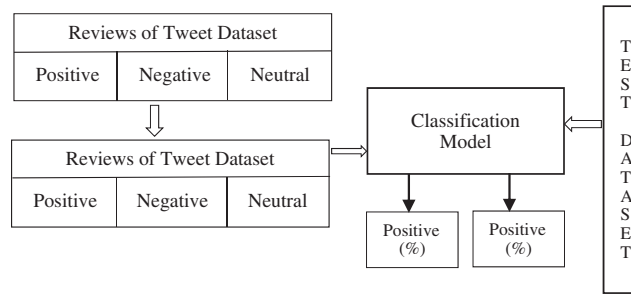 Reviews of Tweet Dataset
Positive Negative Neutral
Reviews of Tweet Dataset
Positive Negative Neutral
Classification
Model
Positive
(%)
Positive
(%)
T
E
S
T
D
A
T
A
S
E
T